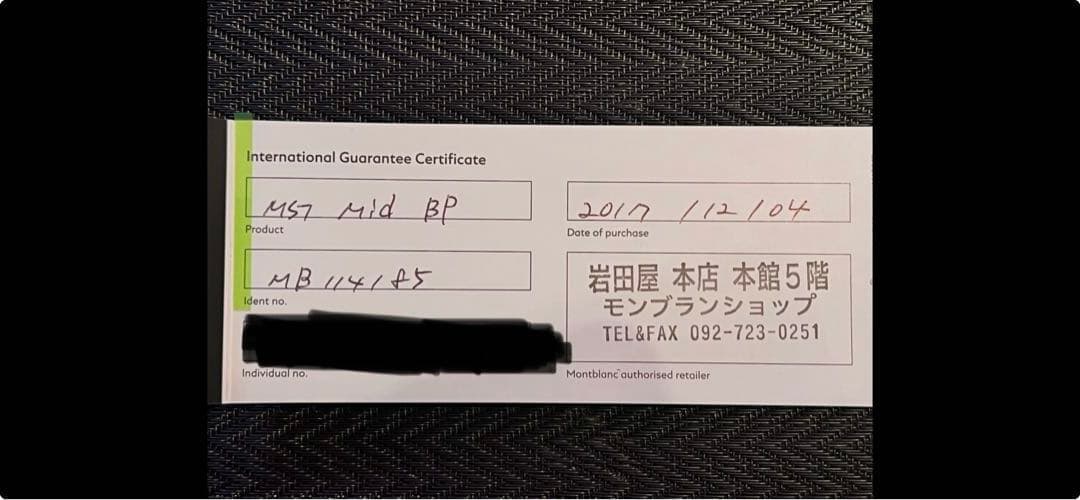 International Guarantee Certificate
MST Mid BP
Product
2017/12/04
Date of purchase
MB 114185
Ident no.
岩田屋 本店 本館5階
モンブランショップ
TEL&FAX 092-723-0251
Individual no.
Montblanc authorised retailer